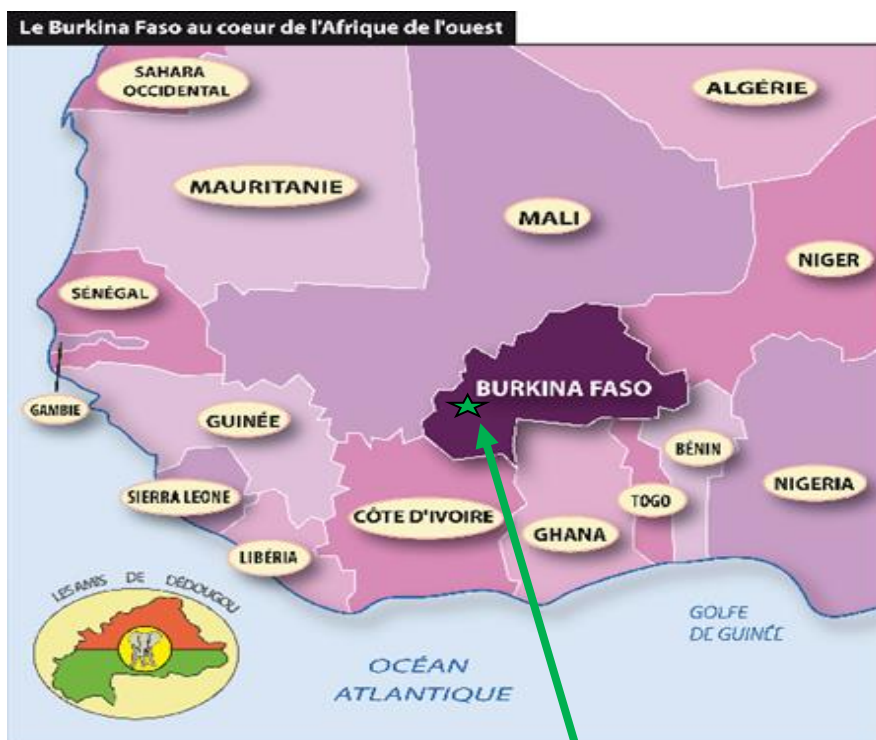 Le Burkina Faso au coeur de l'Afrique de l'ouest
SAHARA
OCCIDENTAL
ALGÉRIE
MAURITANIE
MALI
NIGER
SÉNÉGAL
BURKINA FASO
GAMBIE
GUINÉE
BÉNIN
SIERRA LEONE
NIGERIA
CÔTE D'IVOIRE
TOGO
GHANA
LIBÉRIA
LES AMIS DE DÉDOUGOU
GOLFE
DE GUINÉE
OCÉAN
ATLANTIQUE